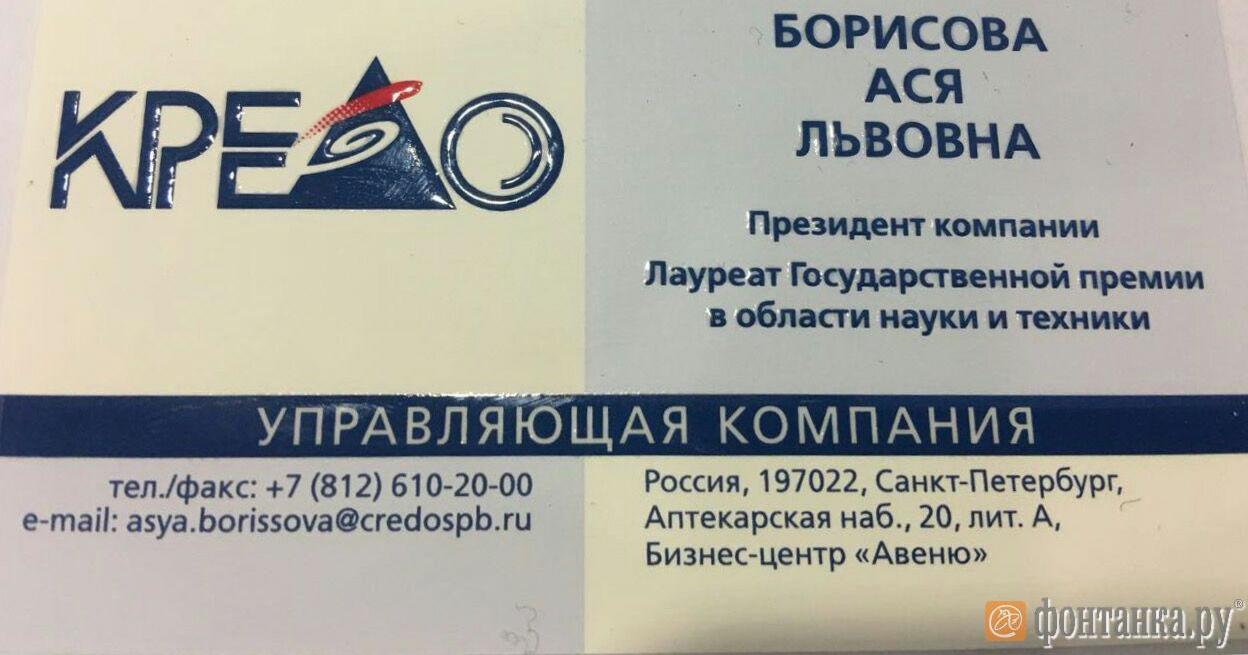 КРЕДО
БОРИСОВА
АСЯ
ЛЬВОВНА
Президент компании
Лауреат Государственной премии
в области науки и техники
УПРАВЛЯЮЩАЯ КОМПАНИЯ
тел./факс: +7 (812) 610-20-00
e-mail: asya.borissova@credospb.ru
Россия, 197022, Санкт-Петербург,
Аптекарская наб., 20, лит. А,
Бизнес-центр «Авеню»
фонтанка.ру®